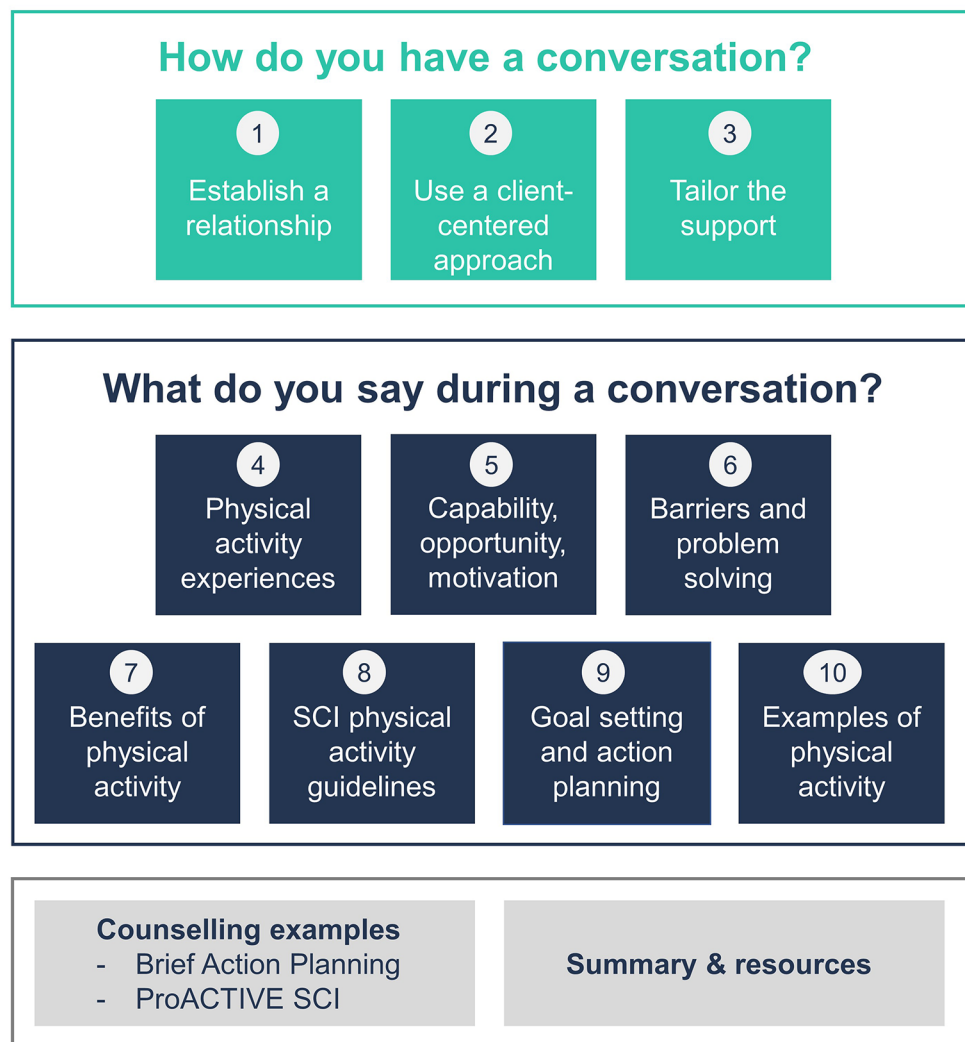 How do you have a conversation?
1
Establish a
relationship
2
Use a client-
centered
approach
3
Tailor the
support
What do you say during a conversation?
4
Physical
activity
experiences
5
Capability,
opportunity,
motivation
6
Barriers and
problem
solving
7
Benefits of
physical
activity
8
SCI physical
activity
guidelines
9
Goal setting
and action
planning
10
Examples of
physical
activity
Counselling examples
- Brief Action Planning
- ProACTIVE SCI
Summary & resources